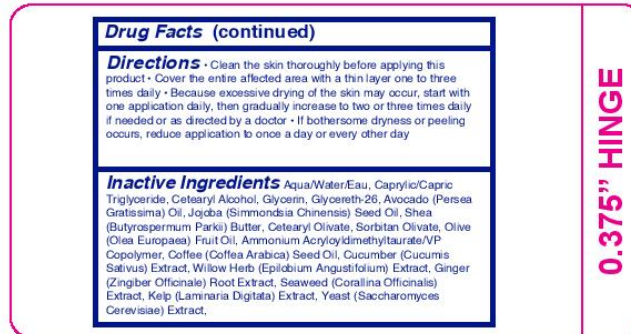 Drug Facts (continued)
Directions • Clean the skin thoroughly before applying this
product • Cover the entire affected area with a thin layer one to three
times daily • Because excessive drying of the skin may occur, start with
one application daily, then gradually increase to two or three times daily
if needed or as directed by a doctor • If bothersome dryness or peeling
occurs, reduce application to once a day or every other day
Inactive Ingredients Aqua/Water/Eau, Caprylic/Capric
Triglyceride, Cetearyl Alcohol, Glycerin, Glycereth-26, Avocado (Persea
Gratissima) Oil, Jojoba (Simmondsia Chinensis) Seed Oil, Shea
(Butyrospermum Parkii) Butter, Cetearyl Olivate, Sorbitan Olivate, Olive
(Olea Europaea) Fruit Oil, Ammonium Acryloyldimethyltaurate/VP
Copolymer, Coffee (Coffea Arabica) Seed Oil, Cucumber (Cucumis
Sativus) Extract, Willow Herb (Epilobium Angustifolium) Extract, Ginger
(Zingiber Officinale) Root Extract, Seaweed (Corallina Officinalis)
Extract, Kelp (Laminaria Digitata) Extract, Yeast (Saccharomyces
Cerevisiae) Extract,
0.375” HINGE